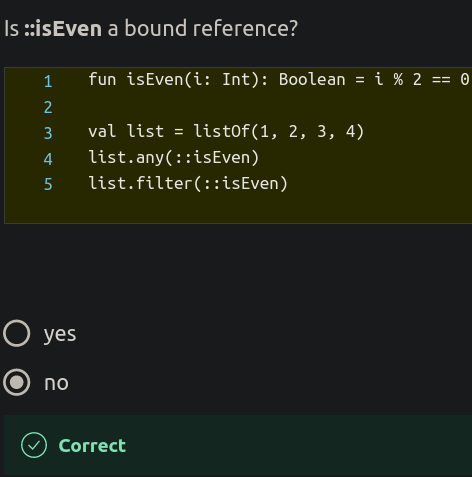 Is ::isEven a bound reference?
1 fun isEven(i: Int): Boolean = i % 2 == 0
2
3 val list = listOf(1, 2, 3, 4)
4 list.any(::isEven)
5 list.filter(::isEven)
yes
no
Correct